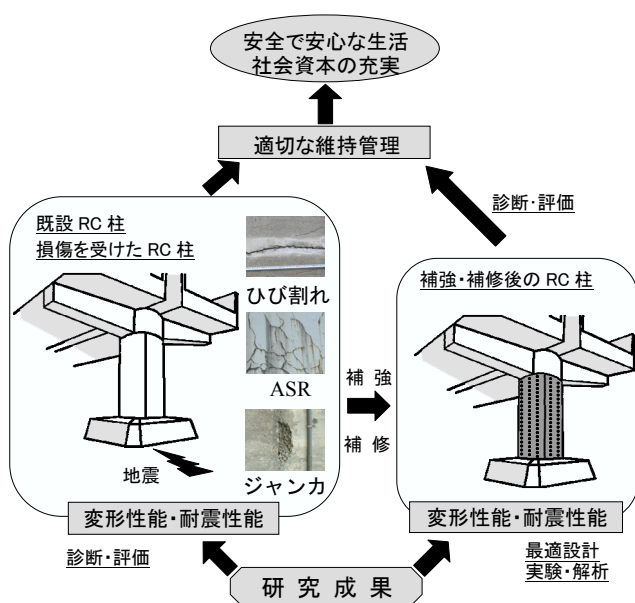 安全で安心な生活
社会資本の充実
適切な維持管理
診断・評価
既設 RC 柱
損傷を受けた RC 柱
ひび割れ
ASR
ジャンカ
地震
変形性能・耐震性能
診断・評価
補 強
補 修
補強・補修後の RC 柱
変形性能・耐震性能
最適設計
実験・解析
研 究 成 果